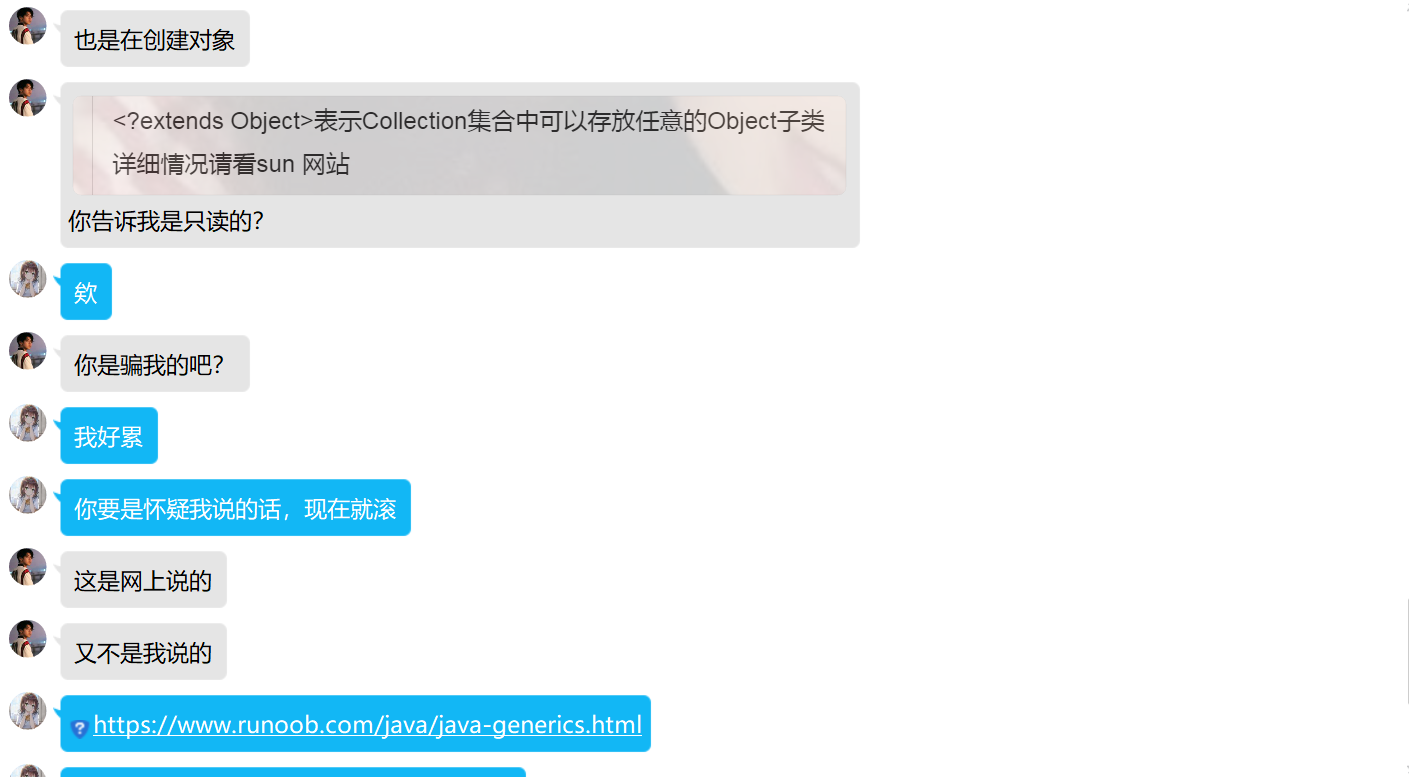 也是在创建对象
<?extends Object>表示Collection集合中可以存放任意的Object子类
详细情况请看sun 网站
你告诉我是只读的?
欸
你是骗我的吧?
我好累
你要是怀疑我说的话，现在就滚
这是网上说的
又不是我说的
https://www.runoob.com/java/java-generics.html